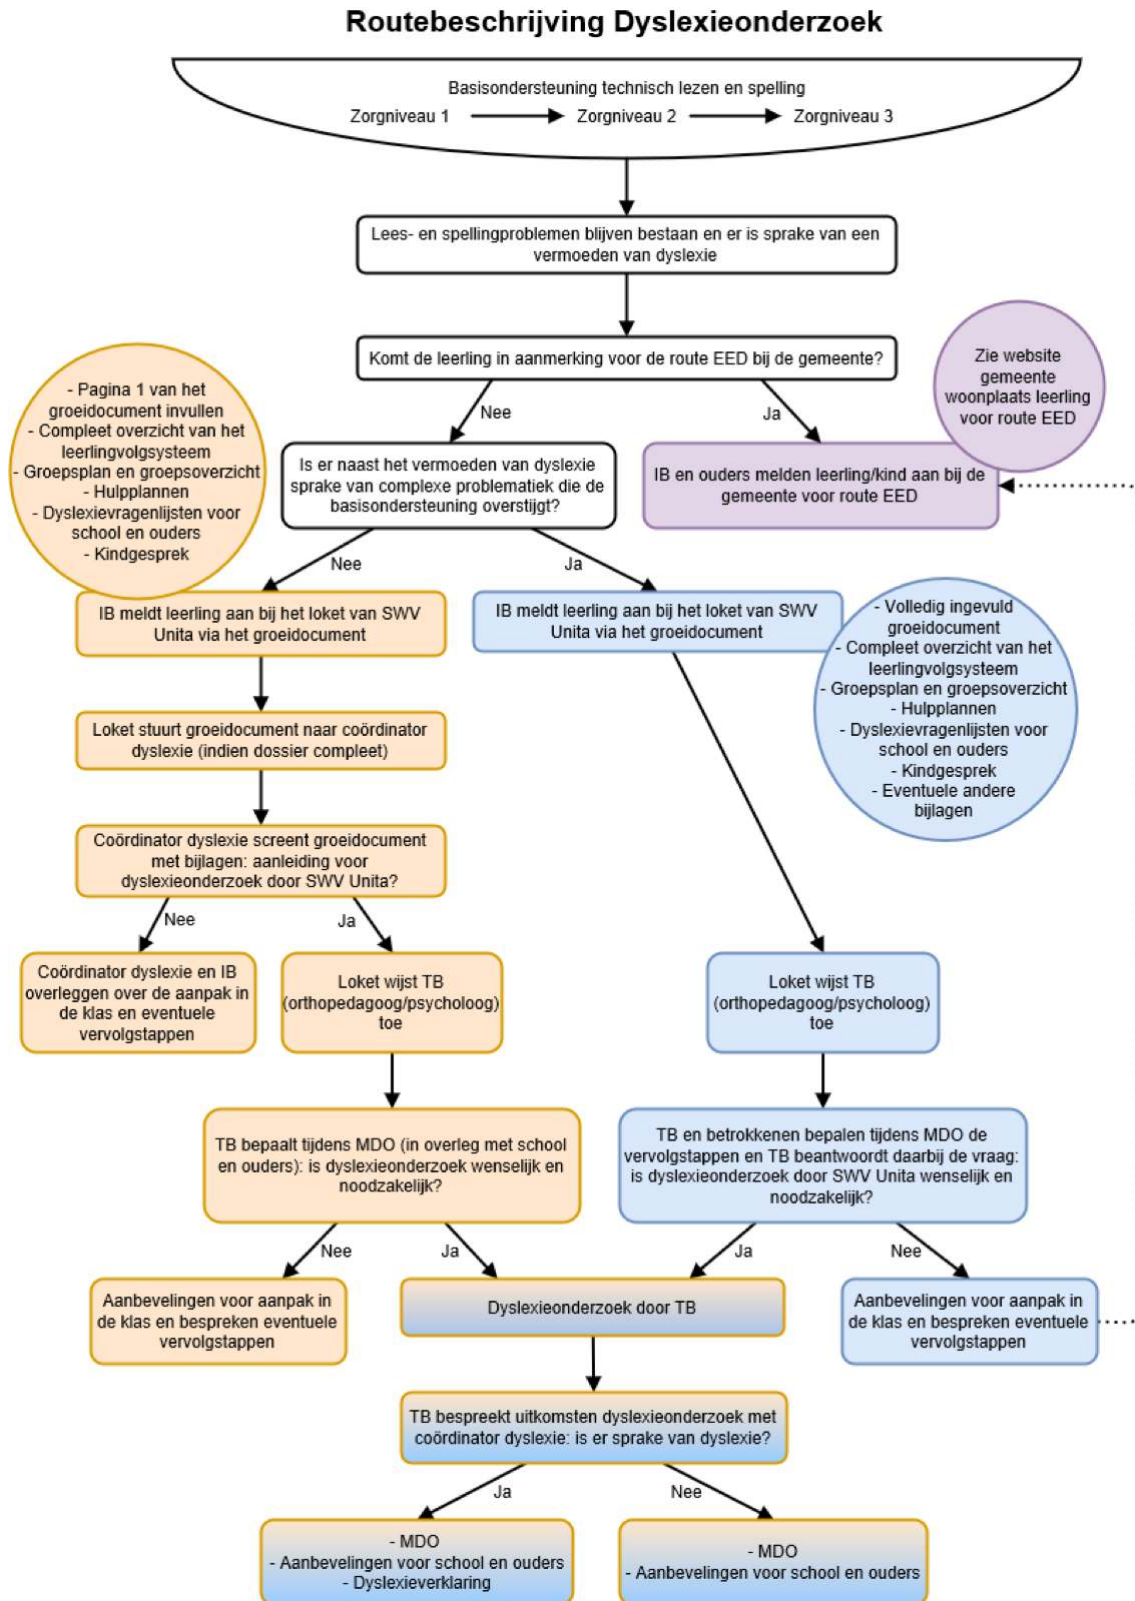 Routebeschrijving Dyslexieonderzoek
Basisondersteuning technisch lezen en spelling
Zorgniveau 1
Zorgniveau 2
Zorgniveau 3
Lees- en spellingproblemen blijven bestaan en er is sprake van een
vermoeden van dyslexie
Komt de leerling in aanmerking voor de route EED bij de gemeente?
Nee
Ja
Zie website
gemeente
woonplaats leerling
voor route EED
- Pagina 1 van het
groeidocument invullen
- Compleet overzicht van het
leerlingvolgsysteem
- Groepsplan en groepsoverzicht
- Hulpplannen
- Dyslexievragenlijsten voor
school en ouders
- Kindgesprek
Is er naast het vermoeden van dyslexie
sprake van complexe problematiek die de
basisondersteuning overstijgt?
IB en ouders melden leerling/kind aan bij de
gemeente voor route EED
Nee
Ja
IB meldt leerling aan bij het loket van SWV
Unita via het groeidocument
IB meldt leerling aan bij het loket van SWV
Unita via het groeidocument
- Volledig ingevuld
groeidocument
- Compleet overzicht van het
leerlingvolgsysteem
- Groepsplan en groepsoverzicht
- Hulpplannen
- Dyslexievragenlijsten voor
school en ouders
- Kindgesprek
- Eventuele andere
bijlagen
Loket stuurt groeidocument naar coördinator
dyslexie (indien dossier compleet)
Coördinator dyslexie screent groeidocument
met bijlagen: aanleiding voor
dyslexieonderzoek door SWV Unita?
Nee
Ja
Coördinator dyslexie en IB
overleggen over de aanpak in
de klas en eventuele
vervolgstappen
Loket wijst TB
(orthopedagoog/psycholoog)
toe
Loket wijst TB
(orthopedagoog/psycholoog)
toe
TB bepaalt tijdens MDO (in overleg met school
en ouders): is dyslexieonderzoek wenselijk en
noodzakelijk?
TB en betrokkenen bepalen tijdens MDO de
vervolgstappen en TB beantwoordt daarbij de vraag:
is dyslexieonderzoek door SWV Unita wenselijk en
noodzakelijk?
Nee
Ja
Ja
Nee
Aanbevelingen voor aanpak in
de klas en bespreken eventuele
vervolgstappen
Dyslexieonderzoek door TB
Aanbevelingen voor aanpak in
de klas en bespreken eventuele
vervolgstappen
TB bespreekt uitkomsten dyslexieonderzoek met
coördinator dyslexie: is er sprake van dyslexie?
Ja
Nee
- MDO
- Aanbevelingen voor school en ouders
- Dyslexieverklaring
- MDO
- Aanbevelingen voor school en ouders